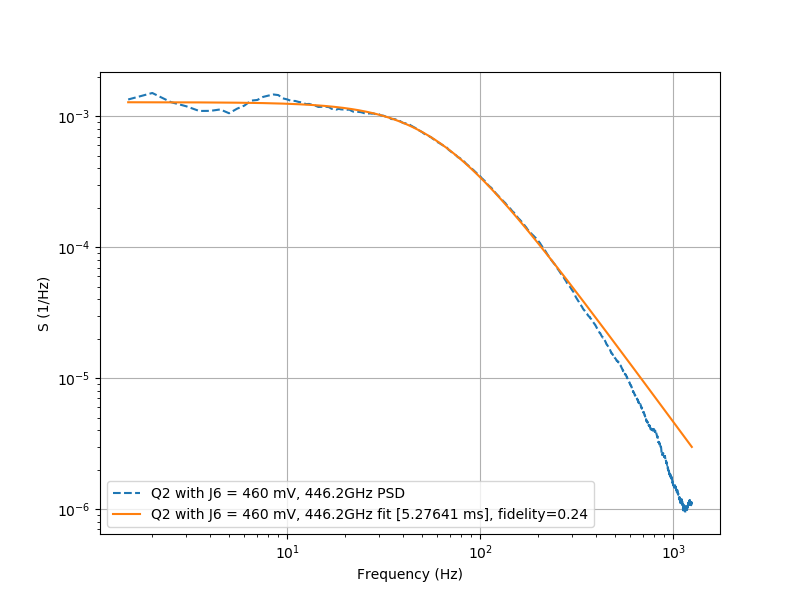 10⁻³
10⁻⁴
10⁻⁵
10⁻⁶
S (1/Hz)
Q2 with J6 = 460 mV, 446.2GHz PSD
Q2 with J6 = 460 mV, 446.2GHz fit [5.27641 ms], fidelity=0.24
10¹ 10² 10³
Frequency (Hz)